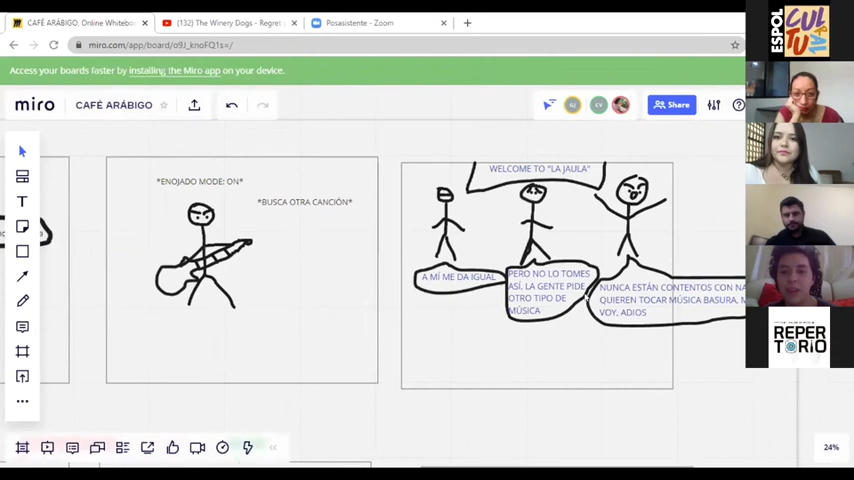 CAFÉ ARÁBIGO, Online Whitebo
(132) The Winery Dogs - Regret
Posasistente - Zoom
miro.com/app/board/o9J_knoFQ1s=/
Access your boards faster by installing the Miro app on your device.
miro
CAFÉ ARÁBIGO
Share
*ENOJADO MODE: ON*
*BUSCA OTRA CANCIÓN*
WELCOME TO "LA JAULA"
A MÍ ME DA IGUAL
PERO NO LO TOMES
ASÍ. LA GENTE PIDE
OTRO TIPO DE
MÚSICA
NUNCA ESTÁN CONTENTOS CON NA
QUIEREN TOCAR MÚSICA BASURA, M
VOY, ADIOS
24%
ESPOL
CUL
TU
RAL
REPER
TORIO